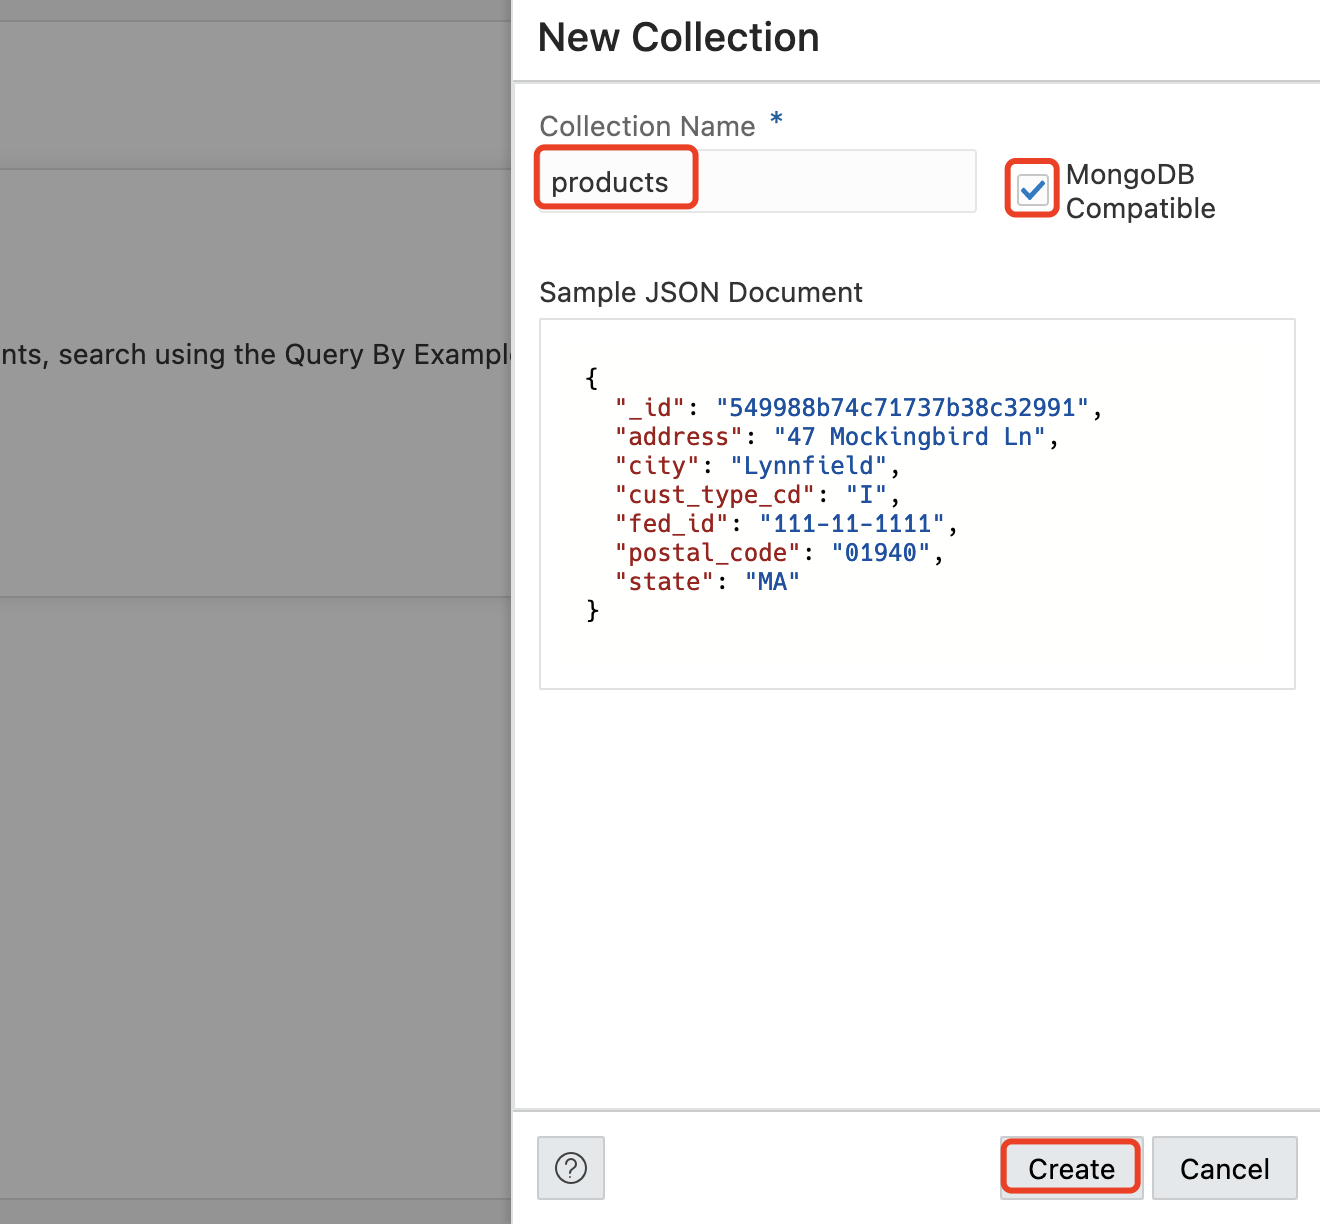 New Collection
Collection Name *
products
MongoDB
Compatible
Sample JSON Document
nts, search using the Query By Exampl
{
"_id": "549988b74c71737b38c32991",
"address": "47 Mockingbird Ln",
"city": "Lynnfield",
"cust_type_cd": "I",
"fed_id": "111-11-1111",
"postal_code": "01940",
"state": "MA"
}
?
Create
Cancel